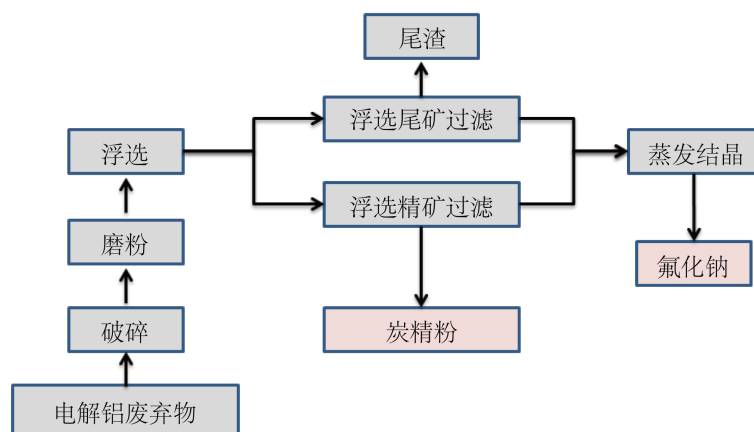 尾渣
浮选尾矿过滤
浮选
蒸发结晶
浮选精矿过滤
磨粉
氟化钠
破碎
炭精粉
电解铝废弃物